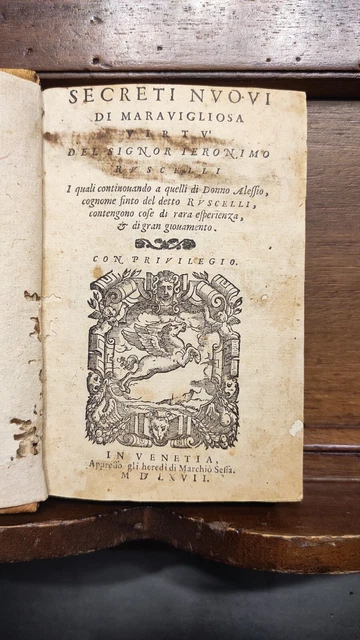 SECRETI NVOVI
DI MARAVIGLIOSA
VIRTV'
DEL SIGNOR IERONIMO
RVSCELLI
I quali continouando a quelli di Donno Alessio,
cognome finto del detto RVSCELLI,
contengono cose di rara esperienza,
& di gran giouamento.
CON PRIVILEGIO.
IN VENETIA,
Appresso gli heredi di Marchiò Sessa.
M D LXVII.